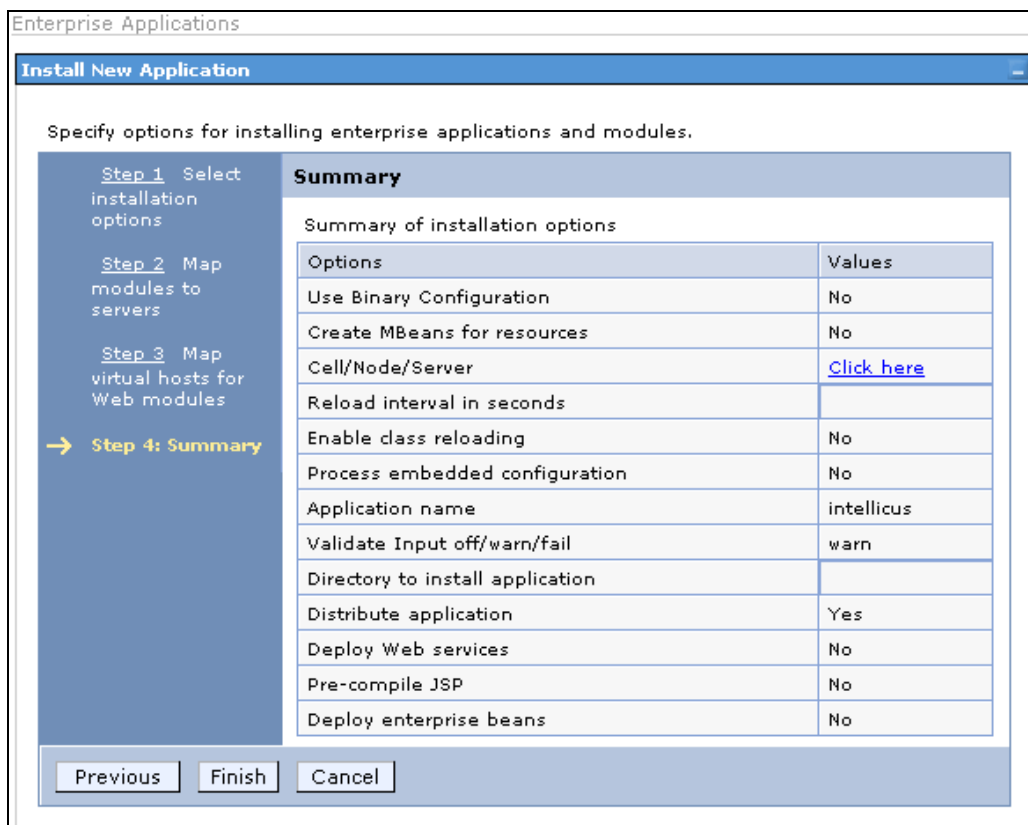 Enterprise Applications
Install New Application
Specify options for installing enterprise applications and modules.
Step 1 Select
installation
options
Step 2 Map
modules to
servers
Step 3 Map
virtual hosts for
Web modules
Step 4: Summary
Summary
Summary of installation options
Options Values
Use Binary Configuration No
Create MBeans for resources No
Cell/Node/Server Click here
Reload interval in seconds
Enable class reloading No
Process embedded configuration No
Application name intellicus
Validate Input off/warn/fail warn
Directory to install application
Distribute application Yes
Deploy Web services No
Pre-compile JSP No
Deploy enterprise beans No
Previous Finish Cancel